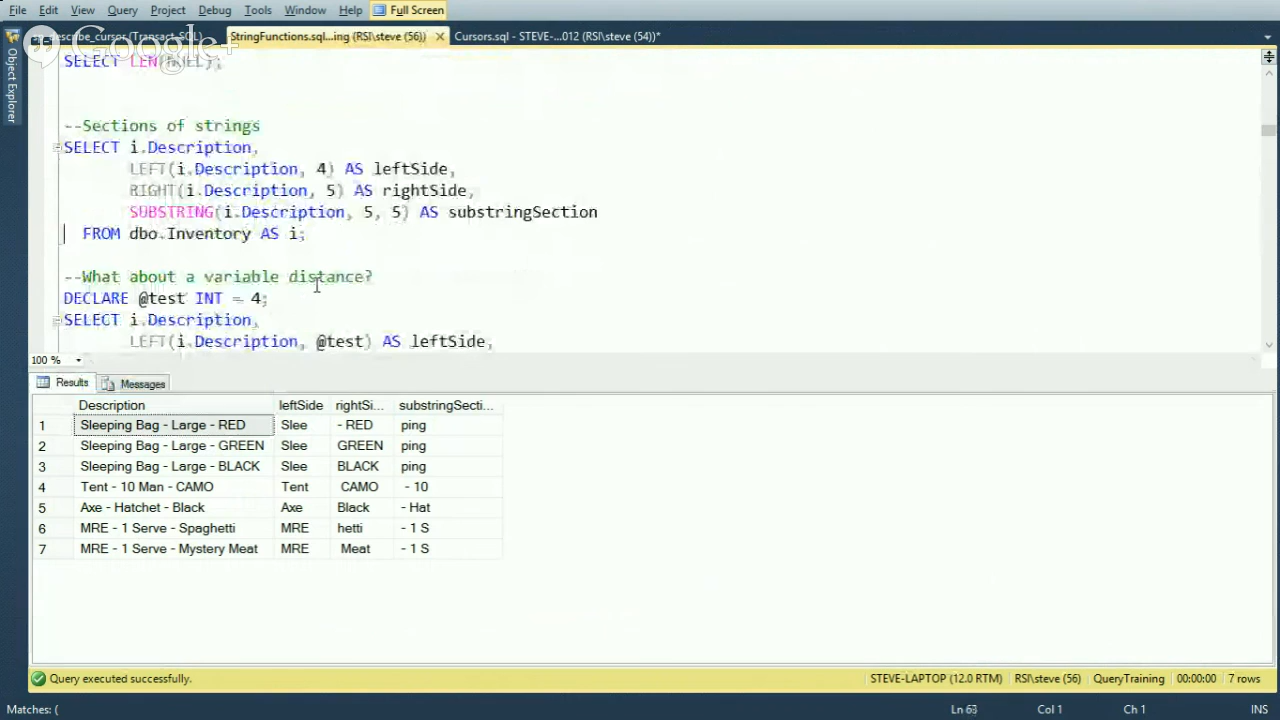 File Edit View Query Project Debug Tools Window Help Full Screen
sp_describe_cursor (Transact-SQL) StringFunctions.sql...ing (RSI\steve (56)) Cursors.sql - STEVE-...012 (RSI\steve (54))*
Google+
Object Explorer
SELECT LEN(NULL);
--Sections of strings
SELECT i.Description,
LEFT(i.Description, 4) AS leftSide,
RIGHT(i.Description, 5) AS rightSide,
SUBSTRING(i.Description, 5, 5) AS substringSection
FROM dbo.Inventory AS i;
--What about a variable distance?
DECLARE @test INT = 4;
SELECT i.Description,
LEFT(i.Description, @test) AS leftSide,
100 %
Results Messages
Description leftSide rightSi... substringSecti...
1 Sleeping Bag - Large - RED Slee - RED ping
2 Sleeping Bag - Large - GREEN Slee GREEN ping
3 Sleeping Bag - Large - BLACK Slee BLACK ping
4 Tent - 10 Man - CAMO Tent CAMO - 10
5 Axe - Hatchet - Black Axe Black - Hat
6 MRE - 1 Serve - Spaghetti MRE hetti - 1 S
7 MRE - 1 Serve - Mystery Meat MRE Meat - 1 S
Query executed successfully. STEVE-LAPTOP (12.0 RTM) RSI\steve (56) QueryTraining 00:00:00 7 rows
Matches: ( Ln 63 Col 1 Ch 1 INS